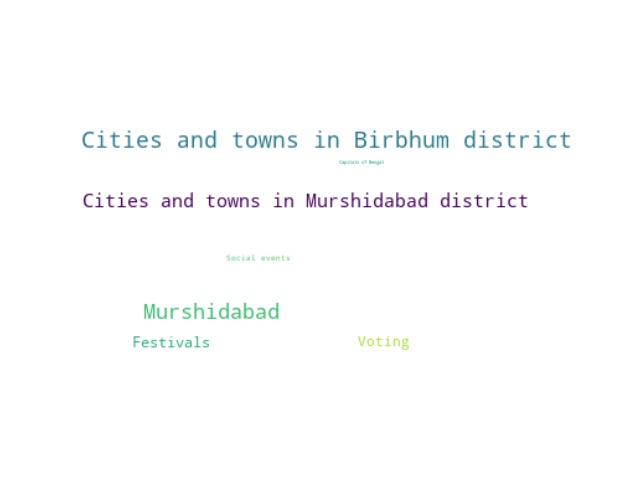 Cities and towns in Birbhum district
Capitals of Bengal
Cities and towns in Murshidabad district
Social events
Murshidabad
Festivals
Voting